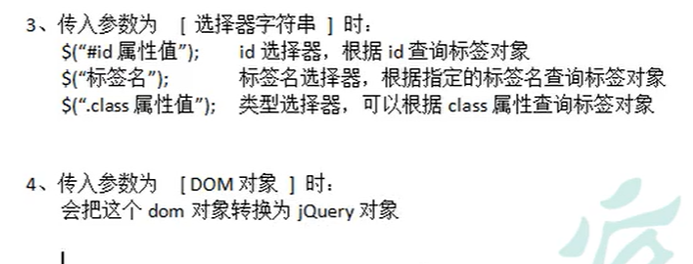 3、传入参数为 [ 选择器字符串 ] 时：
$(“#id 属性值”); id 选择器，根据 id 查询标签对象
$(“标签名”); 标签名选择器，根据指定的标签名查询标签对象
$(“.class 属性值”); 类型选择器，可以根据 class 属性查询标签对象
4、传入参数为 [ DOM 对象 ] 时：
会把这个 dom 对象转换为 jQuery 对象